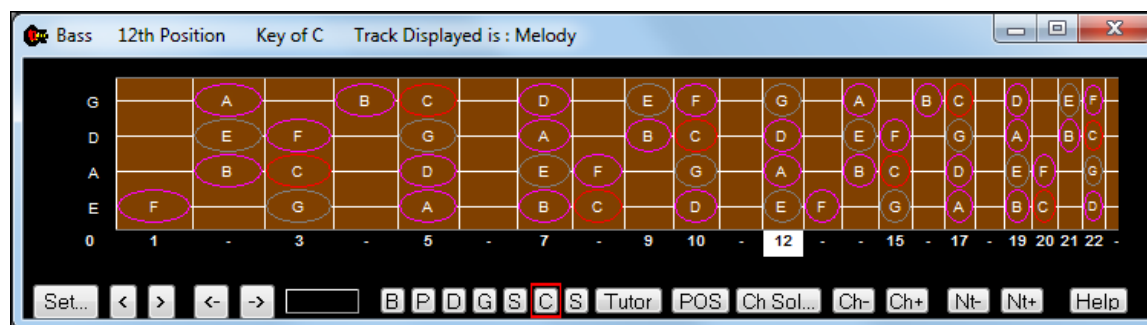 Bass 12th Position Key of C Track Displayed is : Melody
G A B C D E F G A B C D E F
D E F G A B C D E F G A B C
A B C D E F G A B C D E F G
E F G A B C D E F G A B C D
0 1 - 3 - 5 - 7 - 9 10 - 12 - - 15 - 17 - 19 20 21 22 -
Set... < > <- -> B P D G S C S Tutor POS Ch Sol... Ch- Ch+ Nt- Nt+ Help